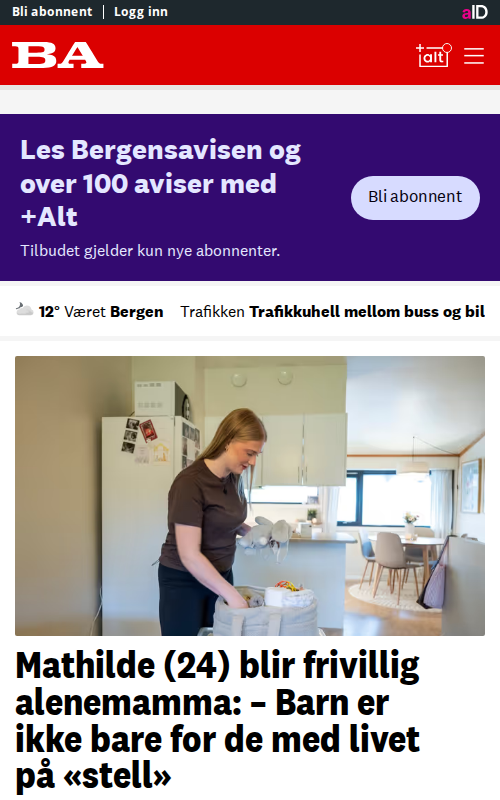 Bli abonnent | Logg inn
aID
BA
+alt
Les Bergensavisen og
over 100 aviser med
+Alt
Tilbudet gjelder kun nye abonnenter.
Bli abonnent
12° Været Bergen Trafikken Trafikkuhell mellom buss og bil
Mathilde (24) blir frivillig
alenemamma: – Barn er
ikke bare for de med livet
på «stell»